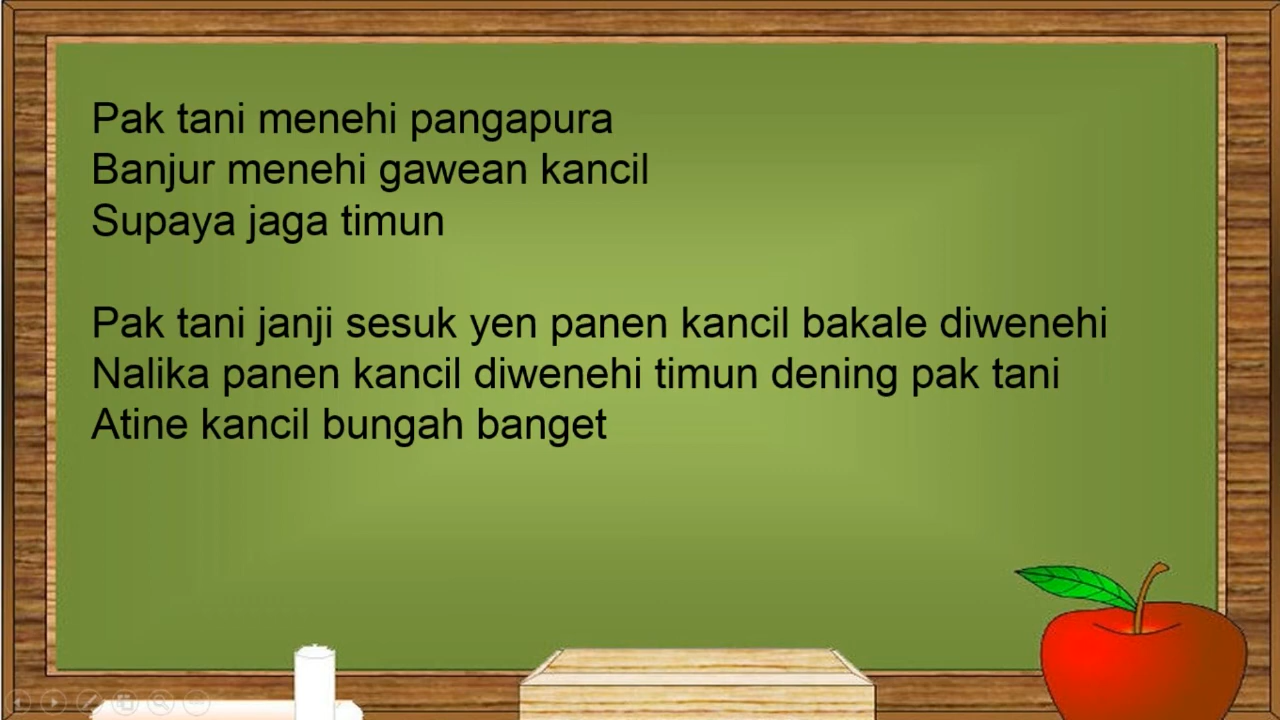 Pak tani menehi pangapura
Banjur menehi gawean kancil
Supaya jaga timun
Pak tani janji sesuk yen panen kancil bakale diwenehi
Nalika panen kancil diwenehi timun dening pak tani
Atine kancil bungah banget